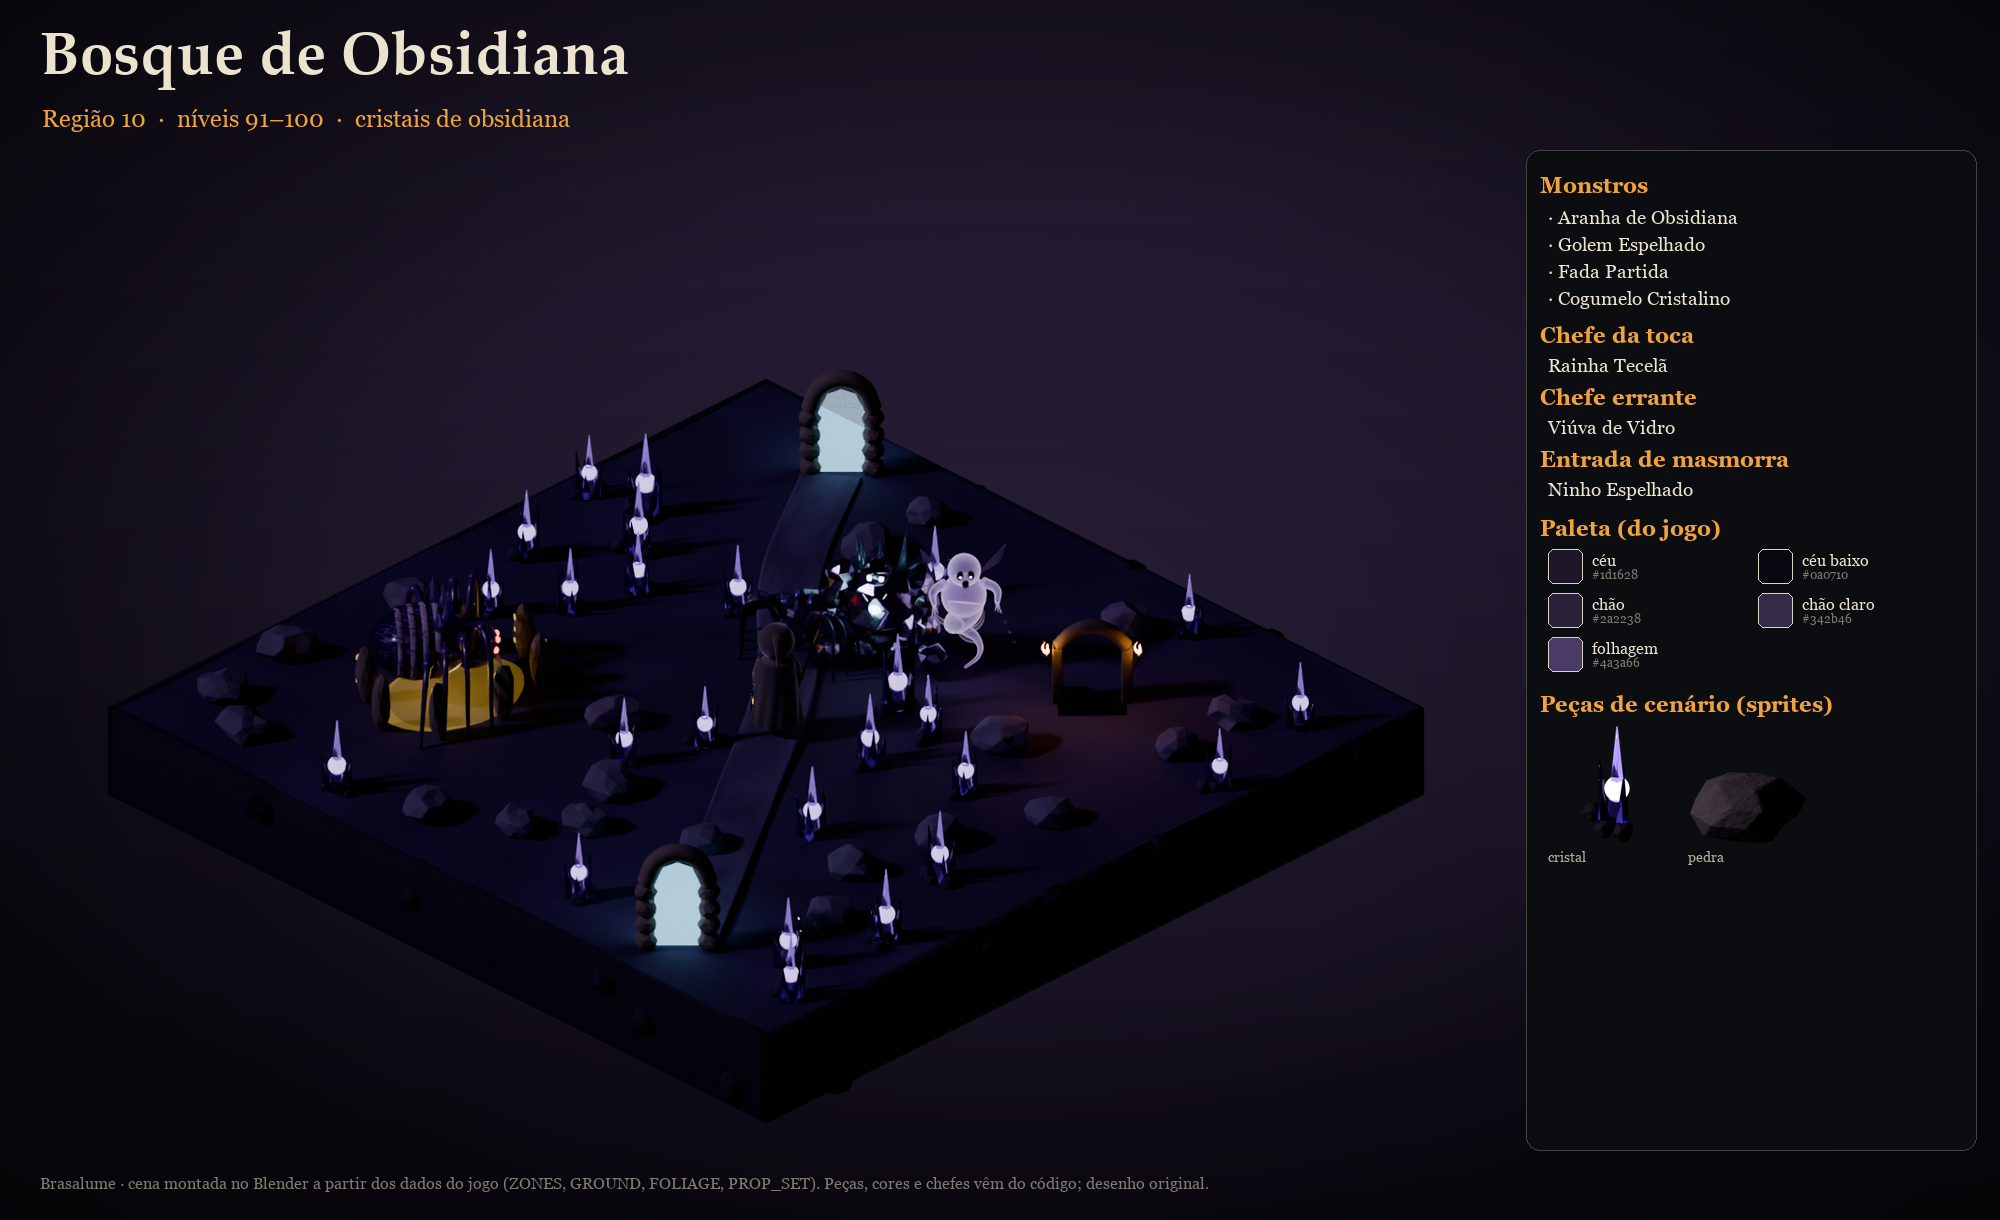 Bosque de Obsidiana
Região 10 · níveis 91–100 · cristais de obsidiana
Monstros
· Aranha de Obsidiana
· Golem Espelhado
· Fada Partida
· Cogumelo Cristalino
Chefe da toca
Rainha Tecelã
Chefe errante
Viúva de Vidro
Entrada de masmorra
Ninho Espelhado
Paleta (do jogo)
céu
#1d1628
céu baixo
#0a0710
chão
#2a2238
chão claro
#342b46
folhagem
#4a3a66
Peças de cenário (sprites)
cristal
pedra
Brasalume · cena montada no Blender a partir dos dados do jogo (ZONES, GROUND, FOLIAGE, PROP_SET). Peças, cores e chefes vêm do código; desenho original.